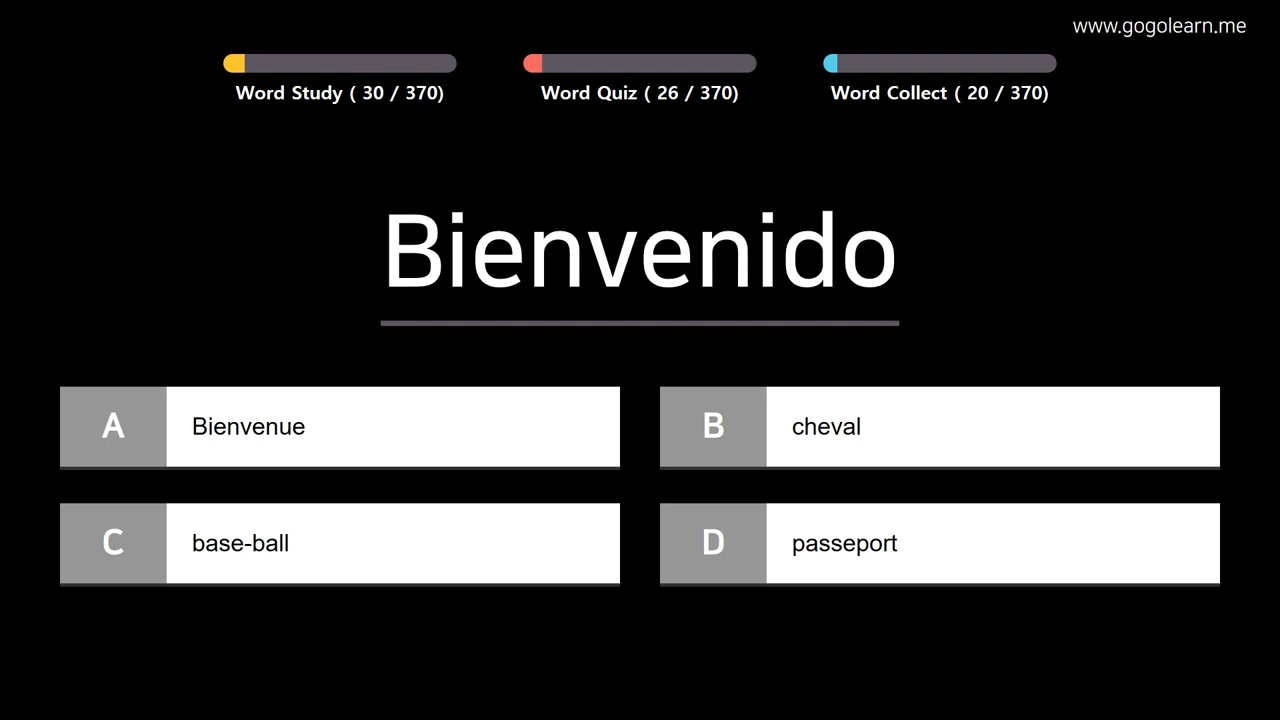 www.gogolearn.me
Word Study ( 30 / 370)
Word Quiz ( 26 / 370)
Word Collect ( 20 / 370)
Bienvenido
A Bienvenue
B cheval
C base-ball
D passeport